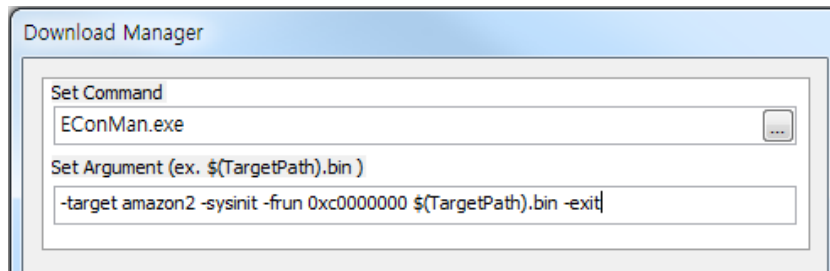 Download Manager
Set Command
EConMan.exe
...
Set Argument (ex. $(TargetPath).bin )
-target amazon2 -sysinit -frun 0xc0000000 $(TargetPath).bin -exit